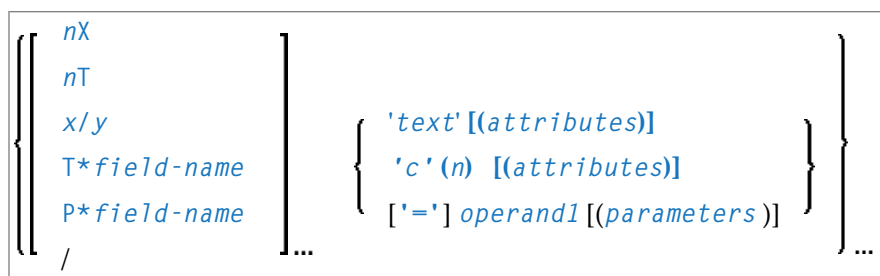 nX
nT
x/y
T*field-name
P*field-name
/
...
'text' [(attributes)]
'c' (n) [(attributes)]
['='] operand1 [(parameters)]
...